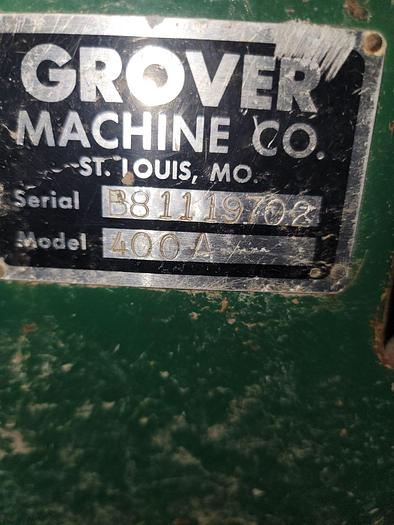 GROVER
MACHINE CO.
ST. LOUIS, MO.
Serial B81119702
Model 400A